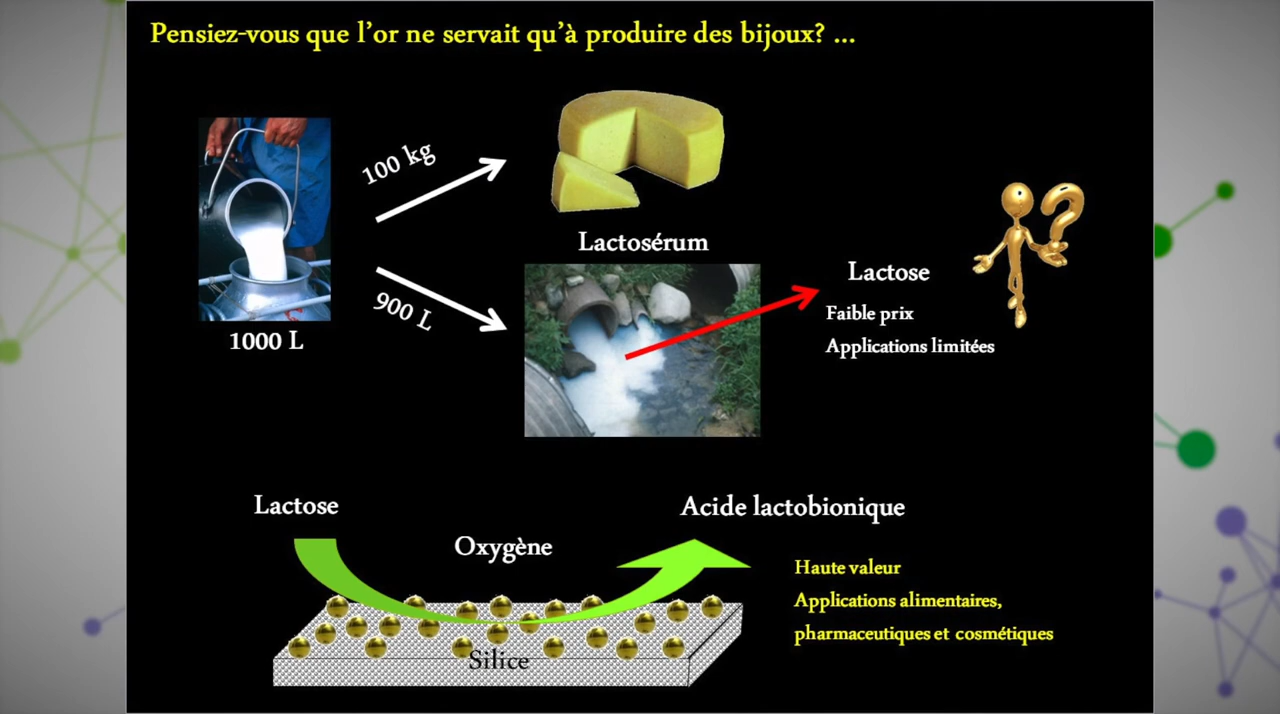 Pensiez-vous que l'or ne servait qu'à produire des bijoux? ...
100 kg
Lactosérum
900 L
1000 L
Lactose
Faible prix
Applications limitées
Lactose
Oxygène
Acide lactobionique
Silice
Haute valeur
Applications alimentaires,
pharmaceutiques et cosmétiques